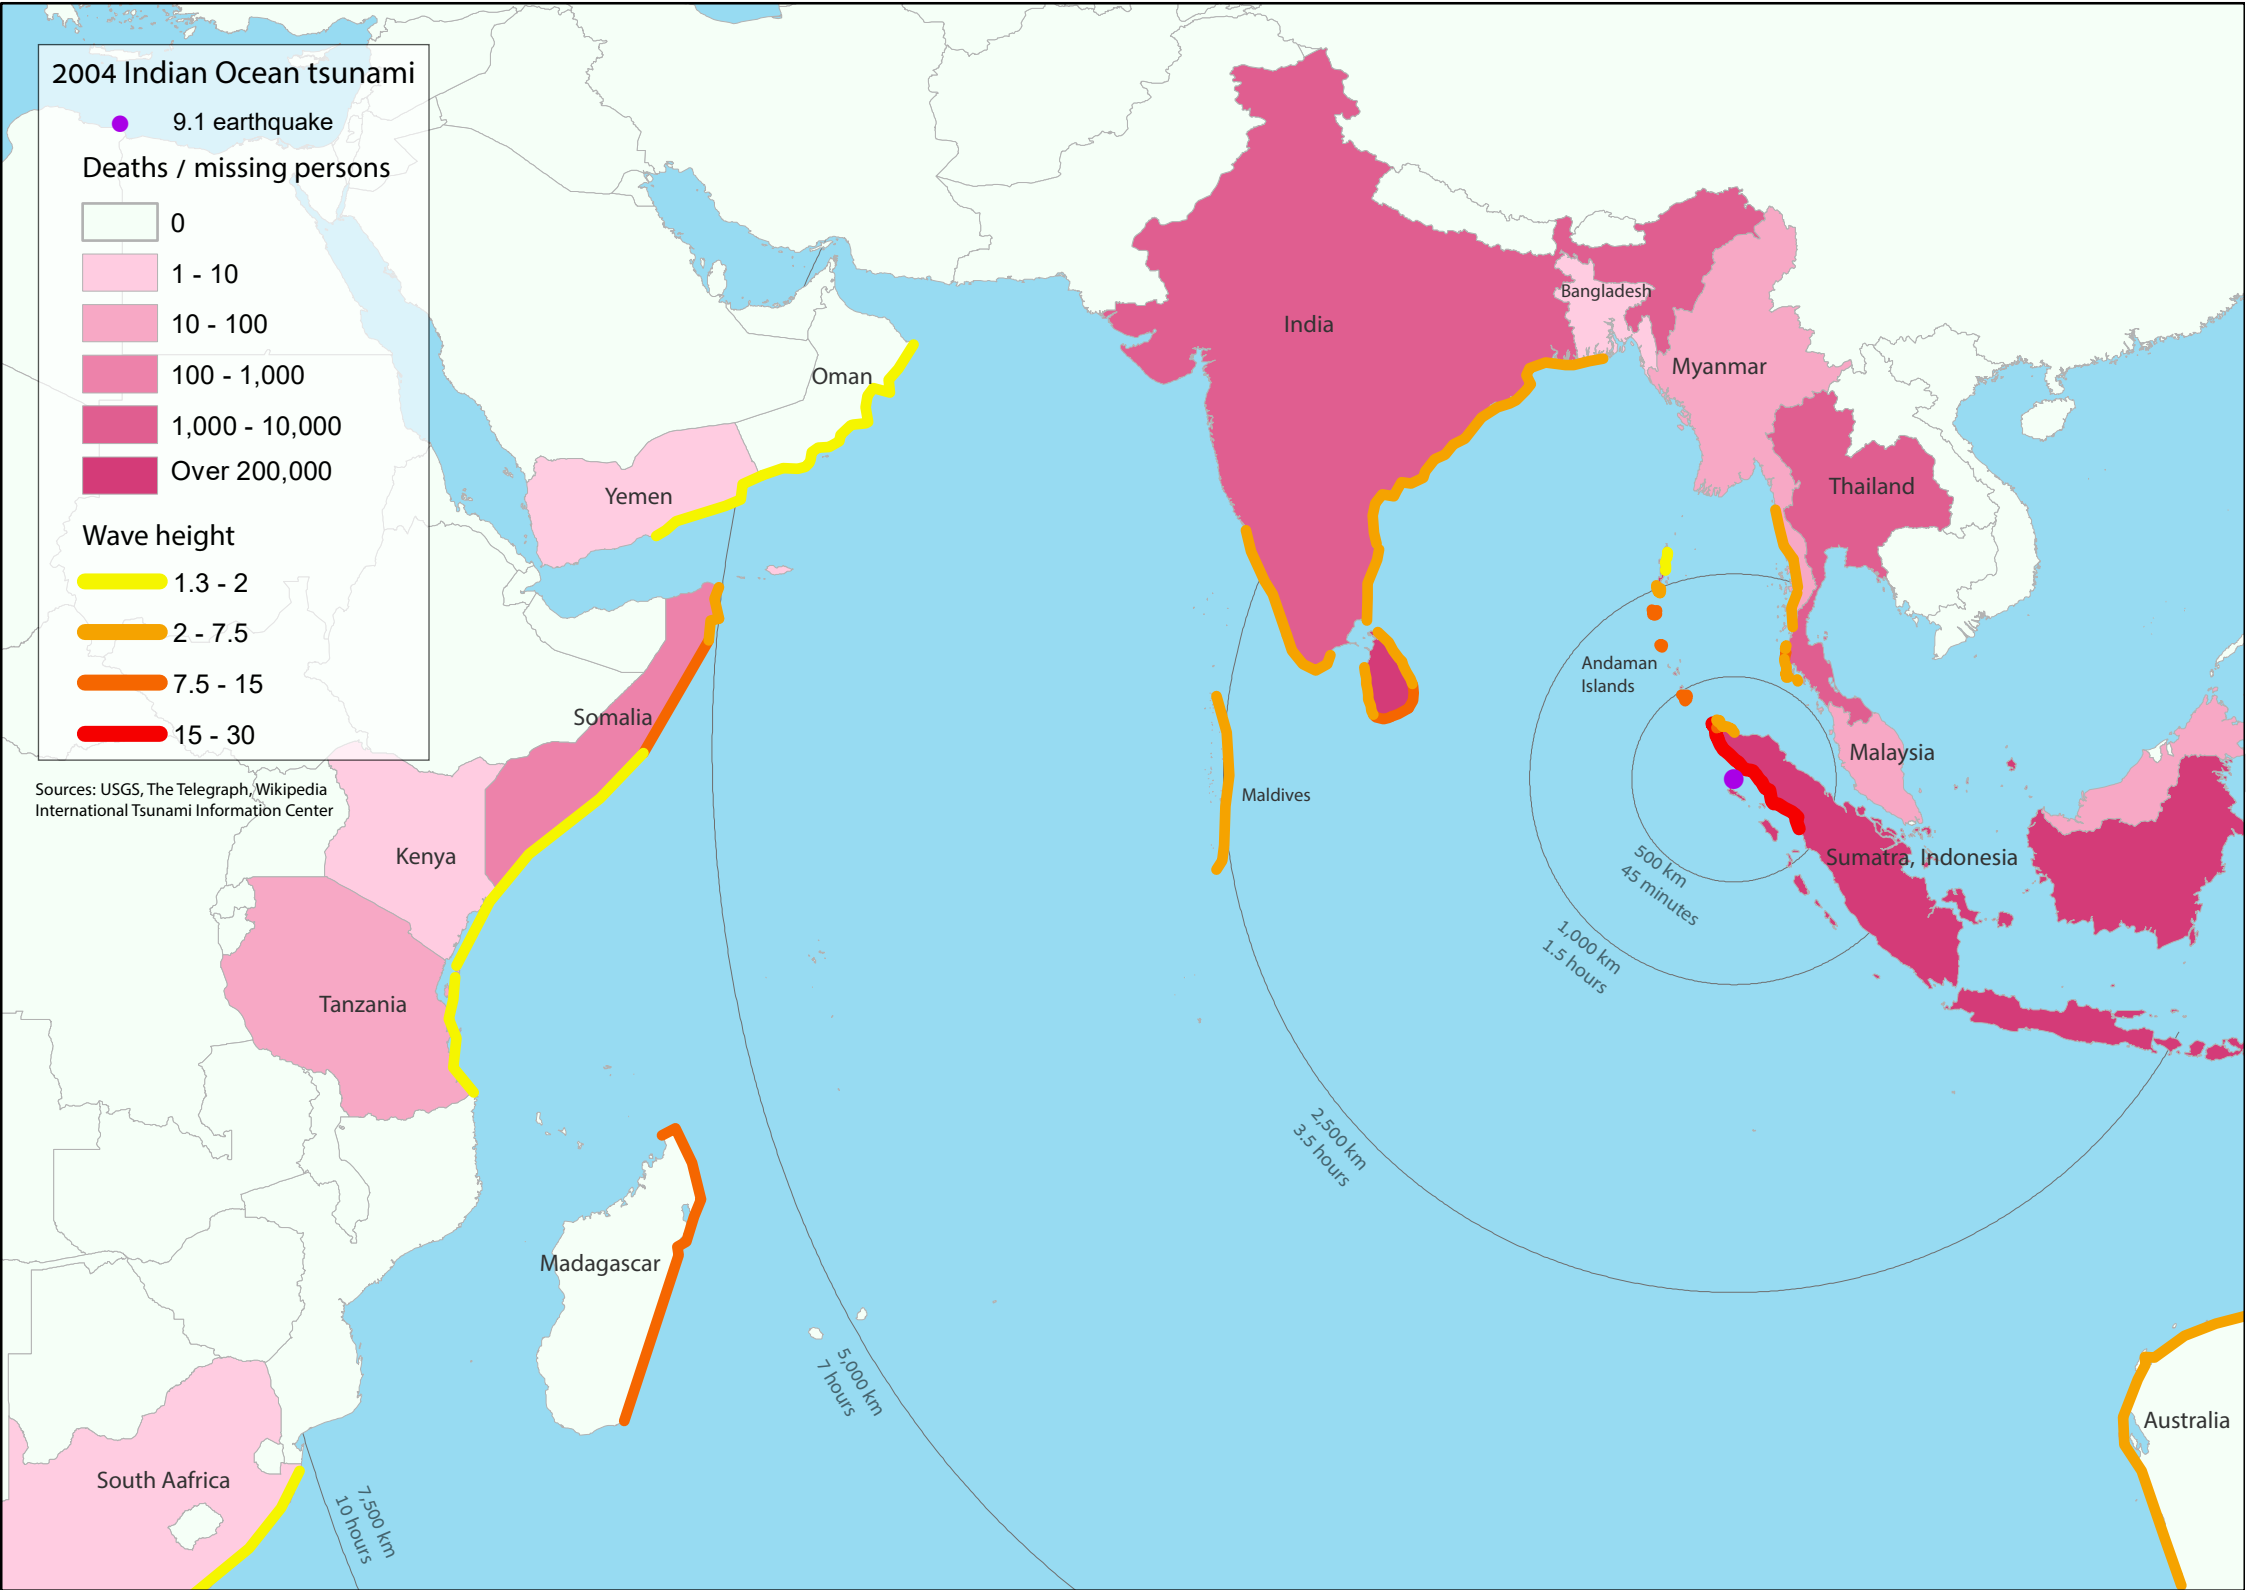 2004 Indian Ocean tsunami
9.1 earthquake
Deaths / missing persons
0
1 - 10
10 - 100
100 - 1,000
1,000 - 10,000
Over 200,000
Wave height
1.3 - 2
2 - 7.5
7.5 - 15
15 - 30
Sources: USGS, The Telegraph, Wikipedia
International Tsunami Information Center
India
Bangladesh
Myanmar
Oman
Thailand
Yemen
Andaman
Islands
Somalia
Malaysia
Maldives
Kenya
Sumatra, Indonesia
500 km
45 minutes
1,000 km
1.5 hours
Tanzania
2,500 km
3.5 hours
Madagascar
5,000 km
7 hours
Australia
South Aafrica
7,500 km
10 hours